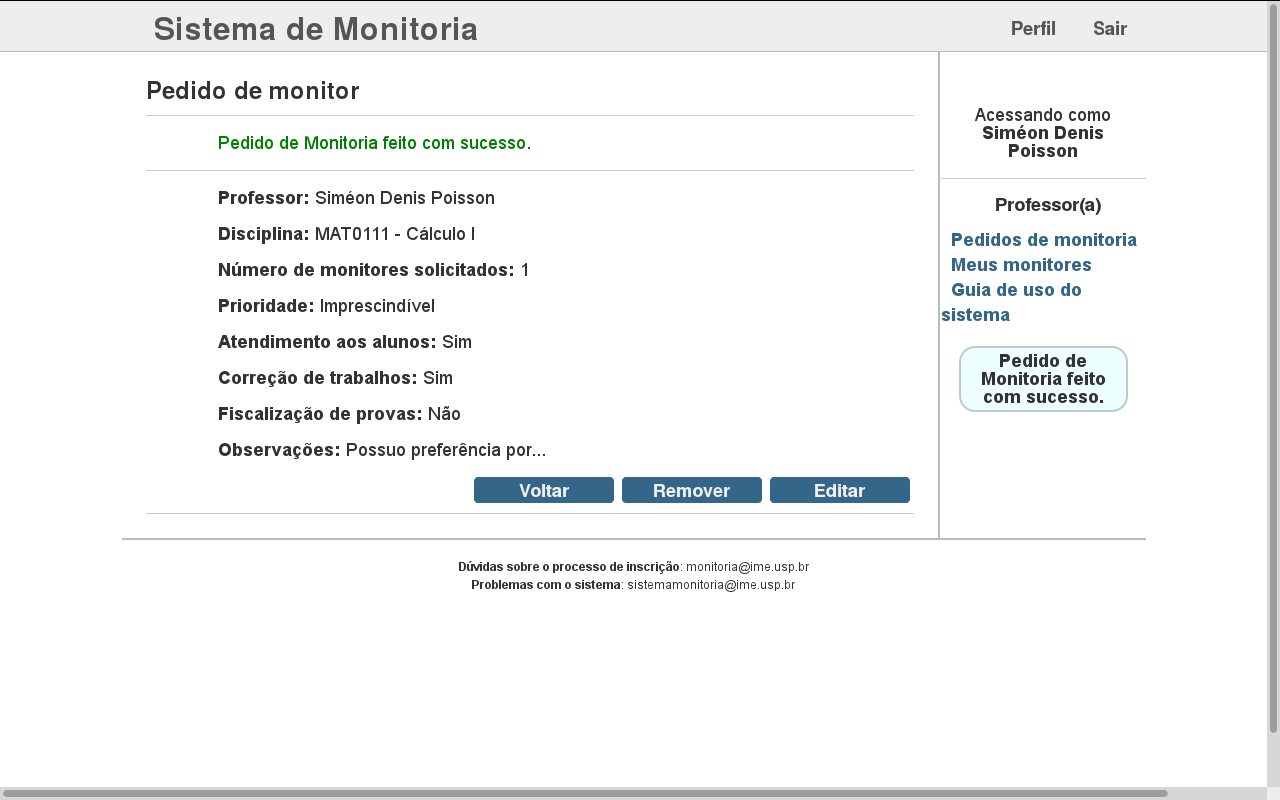 Sistema de Monitoria
Perfil
Sair
Pedido de monitor
Pedido de Monitoria feito com sucesso.
Professor: Siméon Denis Poisson
Disciplina: MAT0111 - Cálculo I
Número de monitores solicitados: 1
Prioridade: Imprescindível
Atendimento aos alunos: Sim
Correção de trabalhos: Sim
Fiscalização de provas: Não
Observações: Possuo preferência por...
Voltar
Remover
Editar
Acessando como
Siméon Denis
Poisson
Professor(a)
Pedidos de monitoria
Meus monitores
Guia de uso do
sistema
Pedido de
Monitoria feito
com sucesso.
Dúvidas sobre o processo de inscrição: monitoria@ime.usp.br
Problemas com o sistema: sistemamonitoria@ime.usp.br